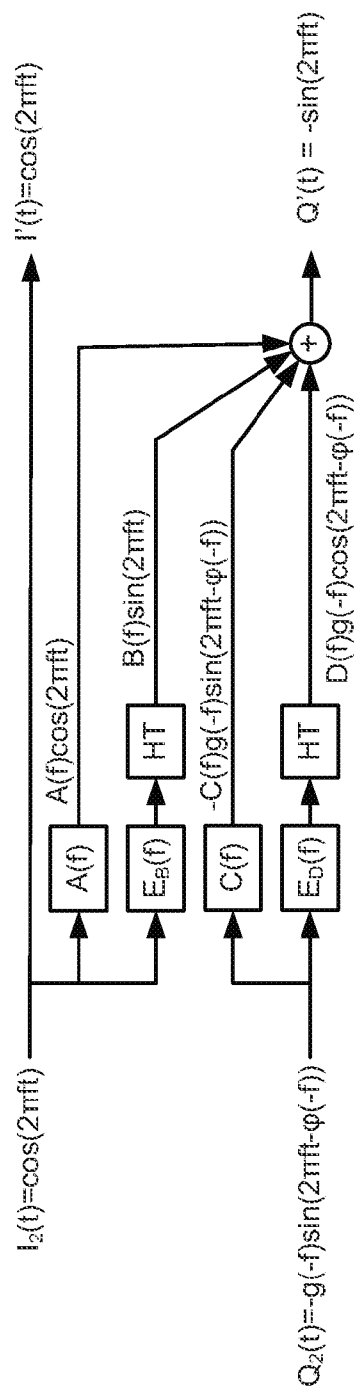 I₂(t)=cos(2πft)
I'(t)=cos(2πft)
A(f)
A(f)cos(2πft)
E_B(f)
HT
B(f)sin(2πft)
C(f)
-C(f)g(-f)sin(2πft-φ(-f))
E_D(f)
HT
D(f)g(-f)cos(2πft-φ(-f))
+
Q₂(t)=-g(-f)sin(2πft-φ(-f))
Q'(t) = -sin(2πft)